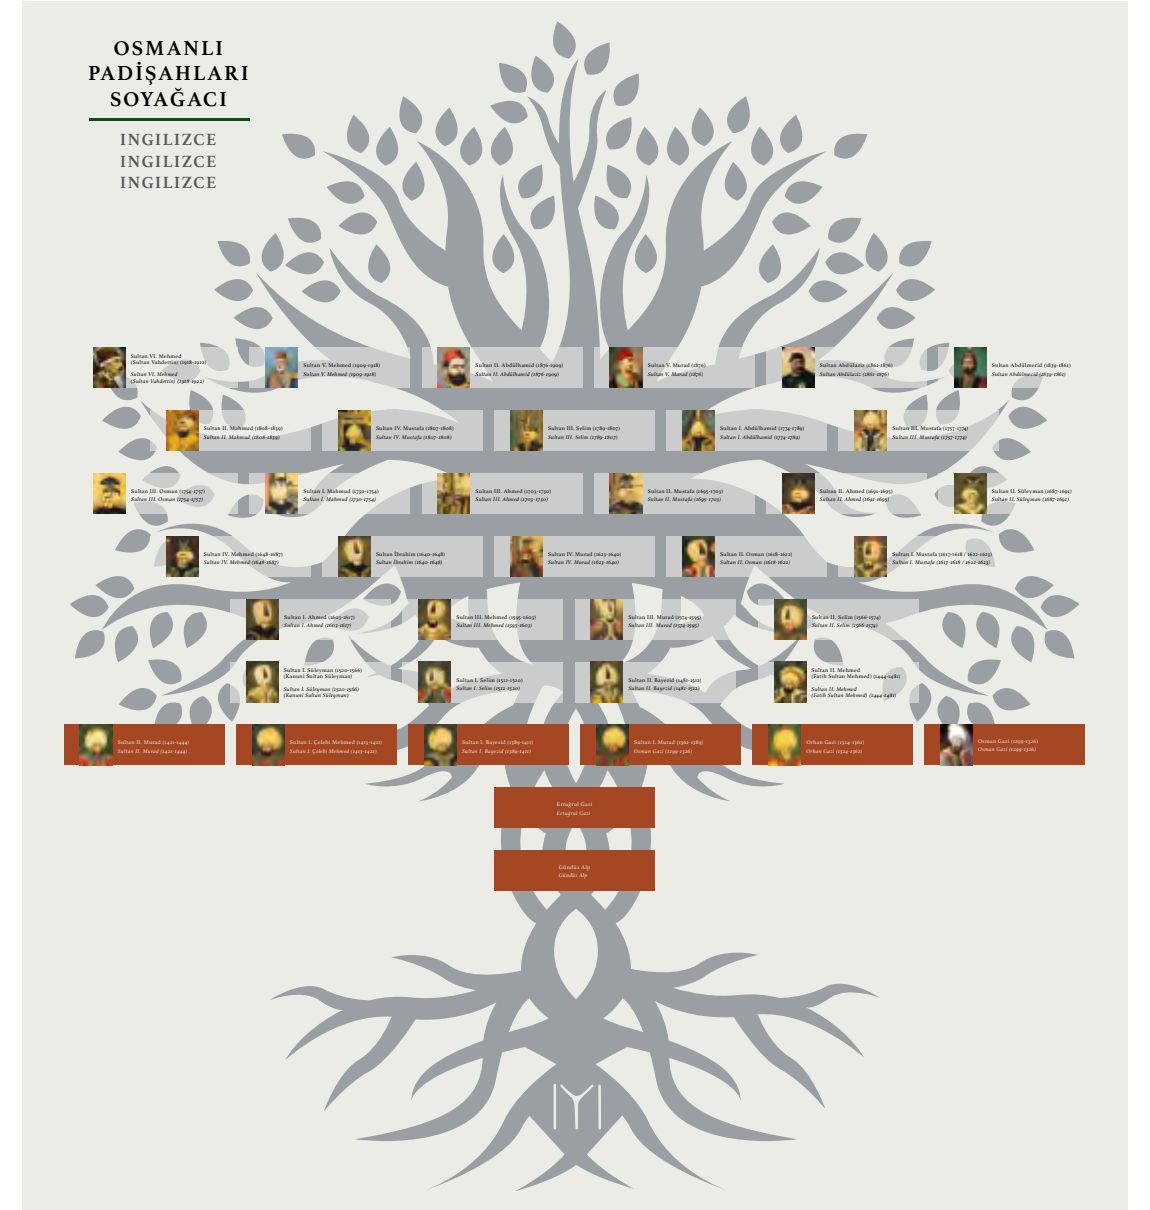 OSMANLI
PADİŞAHLARI
SOYAĞACI
INGILIZCE
INGILIZCE
INGILIZCE
Sultan VI. Mehmed
(Sultan Vahdettin) (1918-1922)
Sultan VI. Mehmed
(Sultan Vahdettin) (1918-1922)
Sultan V. Mehmed (1909-1918)
Sultan V. Mehmed (1909-1918)
Sultan II. Abdülhamid (1876-1909)
Sultan II. Abdülhamid (1876-1909)
Sultan V. Murad (1876)
Sultan V. Murad (1876)
Sultan Abdülaziz (1861-1876)
Sultan Abdülaziz (1861-1876)
Sultan Abdülmecid (1839-1861)
Sultan Abdülmecid (1839-1861)
Sultan II. Mahmud (1808-1839)
Sultan II. Mahmud (1808-1839)
Sultan IV. Mustafa (1807-1808)
Sultan IV. Mustafa (1807-1808)
Sultan III. Selim (1789-1807)
Sultan III. Selim (1789-1807)
Sultan I. Abdülhamid (1774-1789)
Sultan I. Abdülhamid (1774-1789)
Sultan III. Mustafa (1757-1774)
Sultan III. Mustafa (1757-1774)
Sultan III. Osman (1754-1757)
Sultan III. Osman (1754-1757)
Sultan I. Mahmud (1730-1754)
Sultan I. Mahmud (1730-1754)
Sultan III. Ahmed (1703-1730)
Sultan III. Ahmed (1703-1730)
Sultan II. Mustafa (1695-1703)
Sultan II. Mustafa (1695-1703)
Sultan II. Ahmed (1691-1695)
Sultan II. Ahmed (1691-1695)
Sultan II. Süleyman (1687-1691)
Sultan II. Süleyman (1687-1691)
Sultan IV. Mehmed (1648-1687)
Sultan IV. Mehmed (1648-1687)
Sultan İbrahim (1640-1648)
Sultan İbrahim (1640-1648)
Sultan IV. Murad (1623-1640)
Sultan IV. Murad (1623-1640)
Sultan II. Osman (1618-1622)
Sultan II. Osman (1618-1622)
Sultan I. Mustafa (1617-1618 / 1622-1623)
Sultan I. Mustafa (1617-1618 / 1622-1623)
Sultan I. Ahmed (1603-1617)
Sultan I. Ahmed (1603-1617)
Sultan III. Mehmed (1595-1603)
Sultan III. Mehmed (1595-1603)
Sultan III. Murad (1574-1595)
Sultan III. Murad (1574-1595)
Sultan II. Selim (1566-1574)
Sultan II. Selim (1566-1574)
Sultan I. Süleyman (1520-1566)
(Kanuni Sultan Süleyman)
Sultan I. Süleyman (1520-1566)
(Kanuni Sultan Süleyman)
Sultan I. Selim (1512-1520)
Sultan I. Selim (1512-1520)
Sultan II. Bayezid (1481-1512)
Sultan II. Bayezid (1481-1512)
Sultan II. Mehmed
(Fatih Sultan Mehmed) (1444-1481)
Sultan II. Mehmed
(Fatih Sultan Mehmed) (1444-1481)
Sultan II. Murad (1421-1444)
Sultan II. Murad (1421-1444)
Sultan I. Çelebi Mehmed (1413-1421)
Sultan I. Çelebi Mehmed (1413-1421)
Sultan I. Bayezid (1389-1402)
Sultan I. Bayezid (1389-1402)
Sultan I. Murad (1362-1389)
Osman Gazi (1299-1326)
Orhan Gazi (1324-1362)
Orhan Gazi (1324-1362)
Osman Gazi (1299-1326)
Osman Gazi (1299-1326)
Ertuğrul Gazi
Ertuğrul Gazi
Gündüz Alp
Gündüz Alp